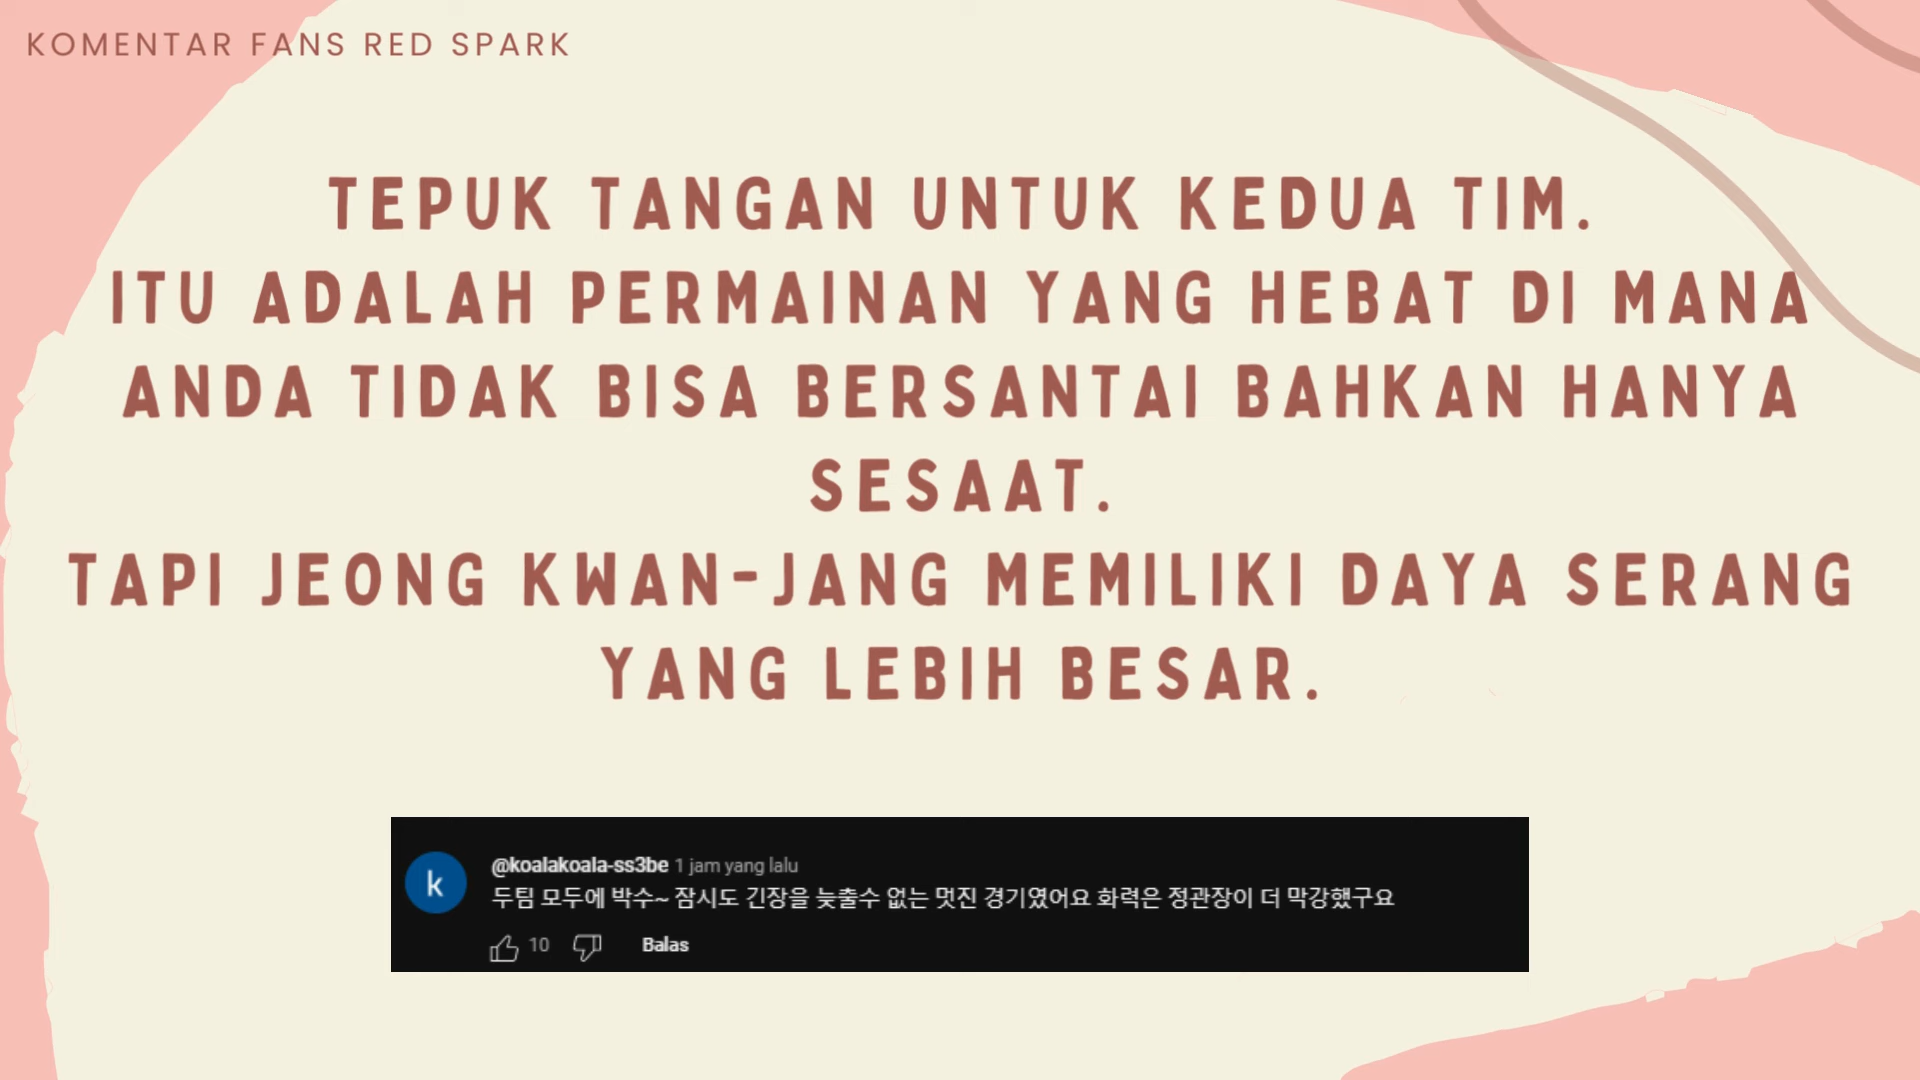 KOMENTAR FANS RED SPARK
TEPUK TANGAN UNTUK KEDUA TIM.
ITU ADALAH PERMAINAN YANG HEBAT DI MANA
ANDA TIDAK BISA BERSANTAI BAHKAN HANYA
SESAAT.
TAPI JEONG KWAN-JANG MEMILIKI DAYA SERANG
YANG LEBIH BESAR.
k
@koalakoala-ss3be 1 jam yang lalu
두팀 모두에 박수~ 잠시도 긴장을 늦출수 없는 멋진 경기였어요 화력은 정관장이 더 막강했구요
10 Balas